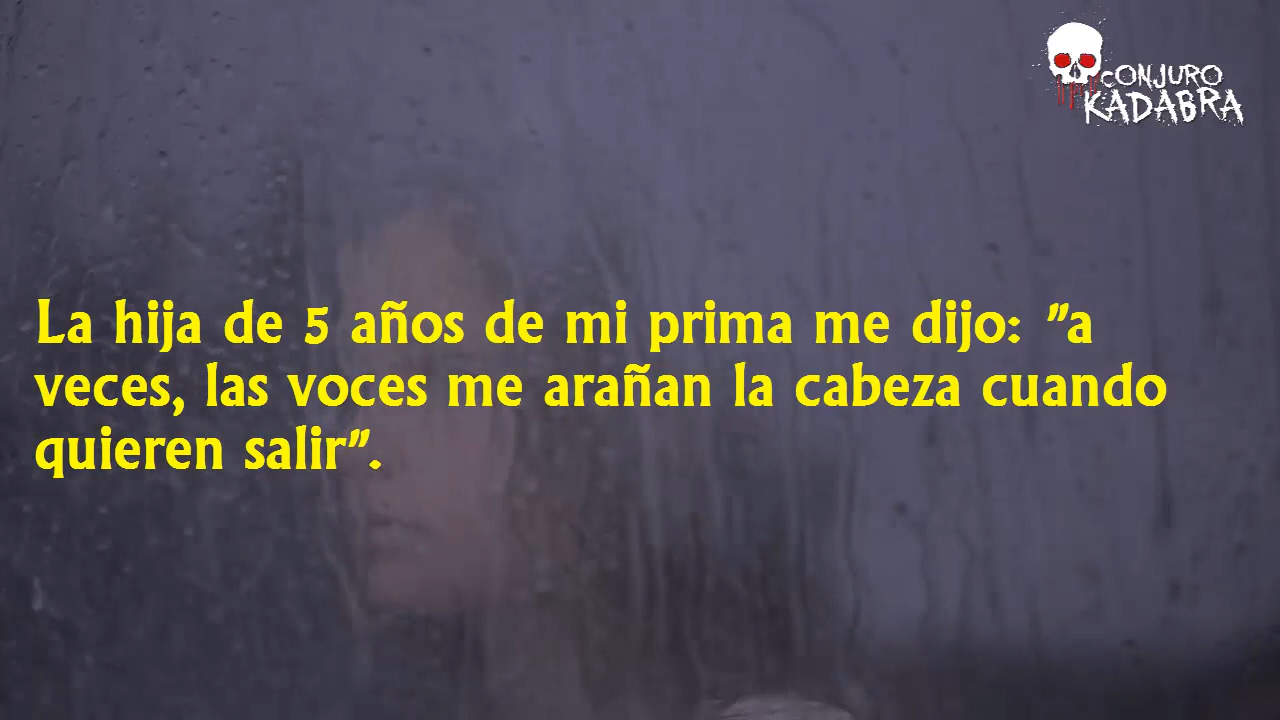 CONJURO
KADABRA
La hija de 5 años de mi prima me dijo: "a
veces, las voces me arañan la cabeza cuando
quieren salir".